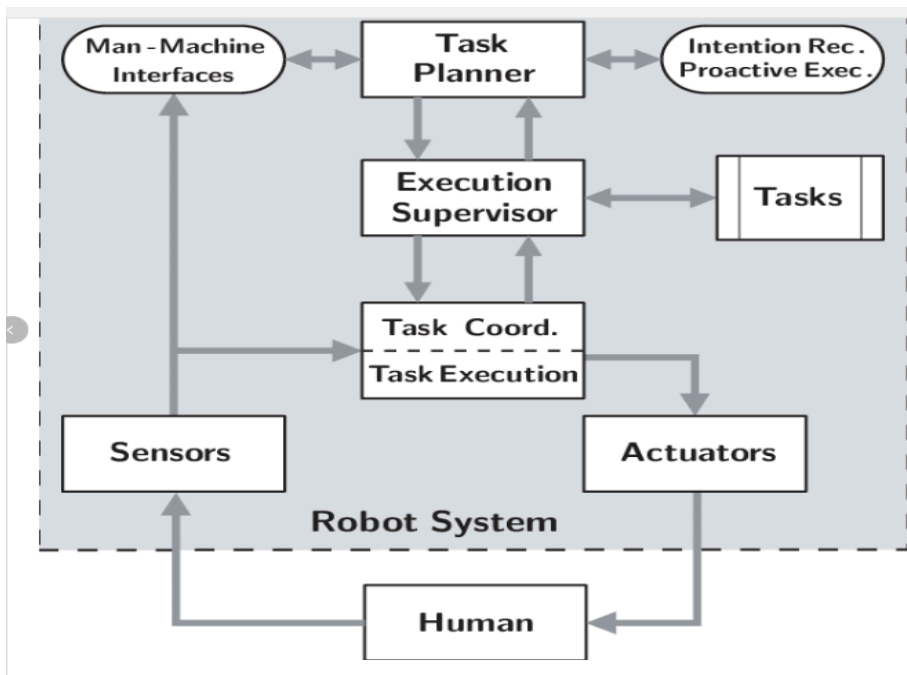 Man-Machine
Interfaces
Task
Planner
Intention Rec.
Proactive Exec.
Execution
Supervisor
Tasks
Task Coord.
Task Execution
Sensors
Actuators
Robot System
Human